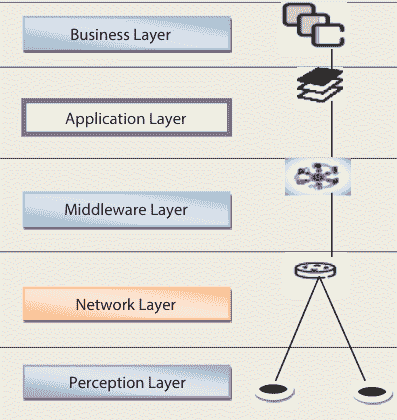 Business Layer
Application Layer
Middleware Layer
Network Layer
Perception Layer